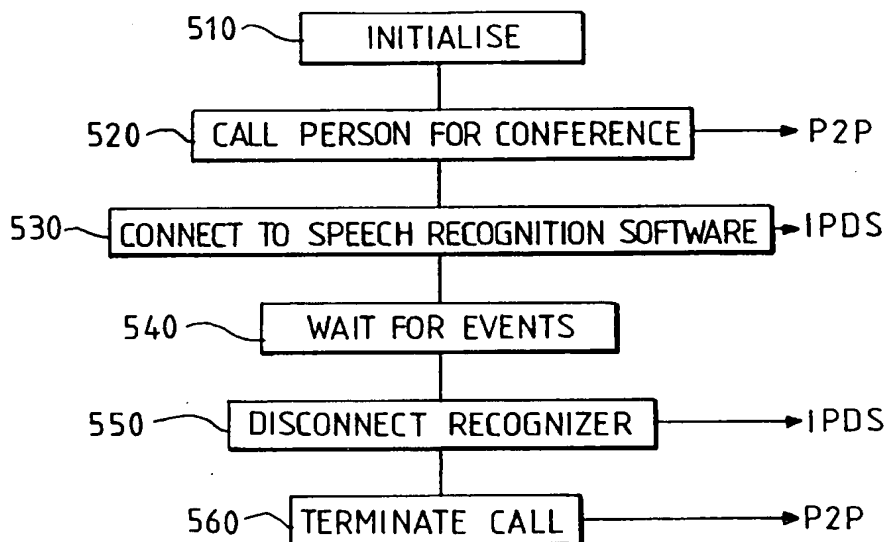 510 INITIALISE
520 CALL PERSON FOR CONFERENCE P2P
530 CONNECT TO SPEECH RECOGNITION SOFTWARE IPDS
540 WAIT FOR EVENTS
550 DISCONNECT RECOGNIZER IPDS
560 TERMINATE CALL P2P